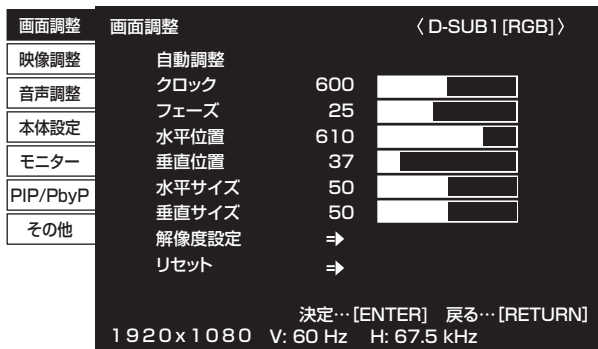 画面調整
映像調整
音声調整
本体設定
モニター
PIP/PbyP
その他
画面調整 〈D-SUB1[RGB]〉
自動調整
クロック 600
フェーズ 25
水平位置 610
垂直位置 37
水平サイズ 50
垂直サイズ 50
解像度設定
リセット
決定…[ENTER] 戻る…[RETURN]
1920x1080 V: 60 Hz H: 67.5 kHz